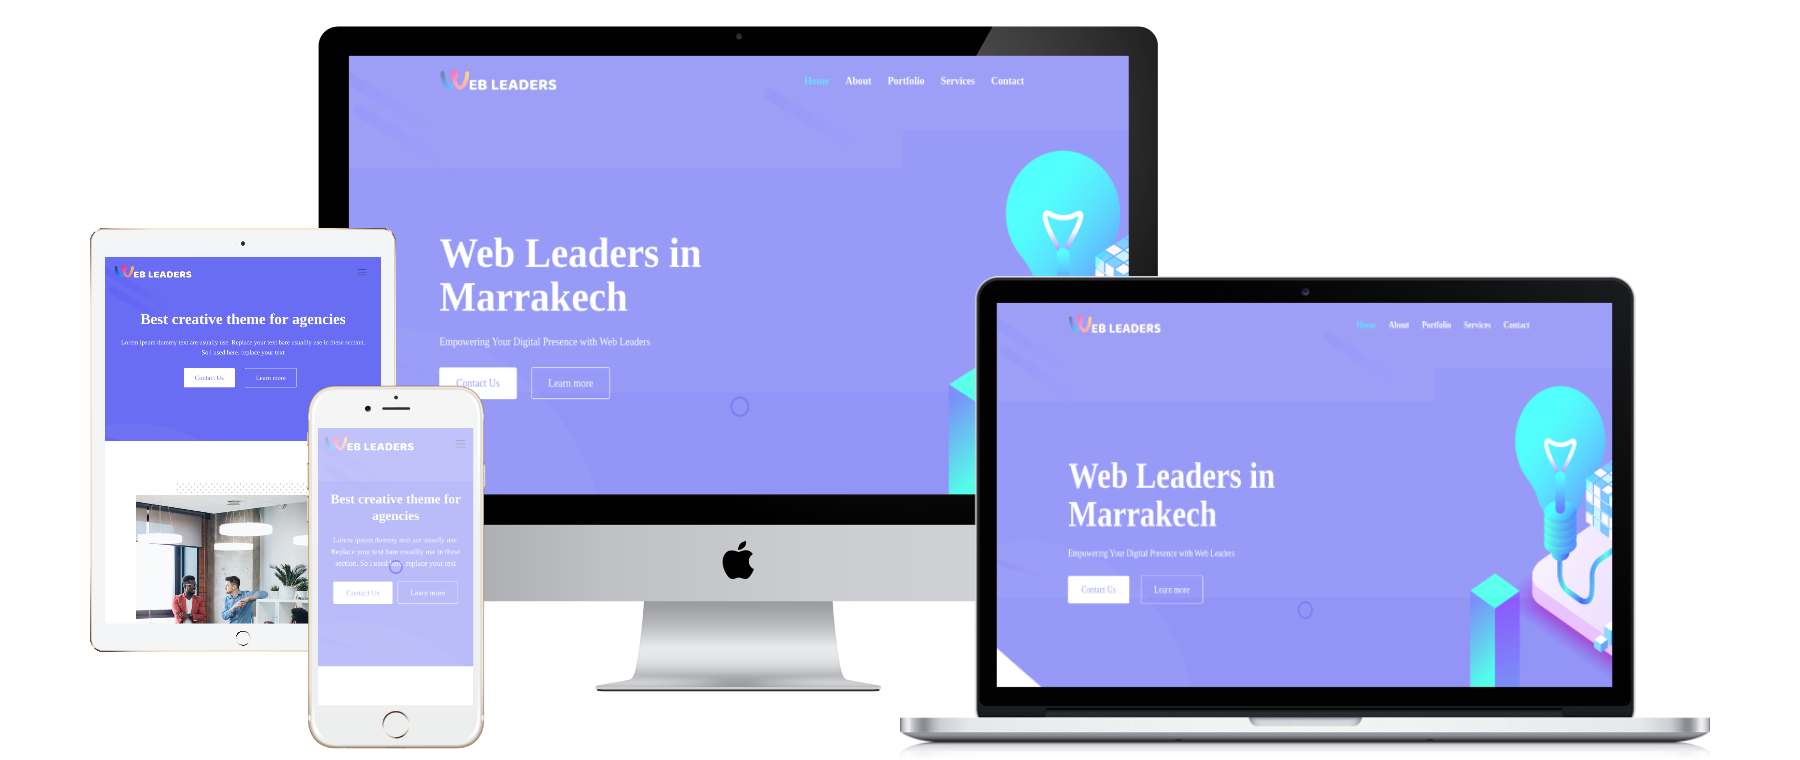 WEB LEADERS
Home About Portfolio Services Contact
Web Leaders in
Marrakech
Empowering Your Digital Presence with Web Leaders
Contact Us Learn more
WEB LEADERS
Best creative theme for agencies
Lorem ipsum dummy text are usually use. Replace your text bare usually use in these section.
So i used here. replace your text
Contact Us Learn more
WEB LEADERS
Best creative theme for
agencies
Lorem ipsum dummy text are usually use.
Replace your text bare usually use in these
section. So i used here. replace your text
Contact Us Learn more
WEB LEADERS
Home About Portfolio Services Contact
Web Leaders in
Marrakech
Empowering Your Digital Presence with Web Leaders
Contact Us Learn more